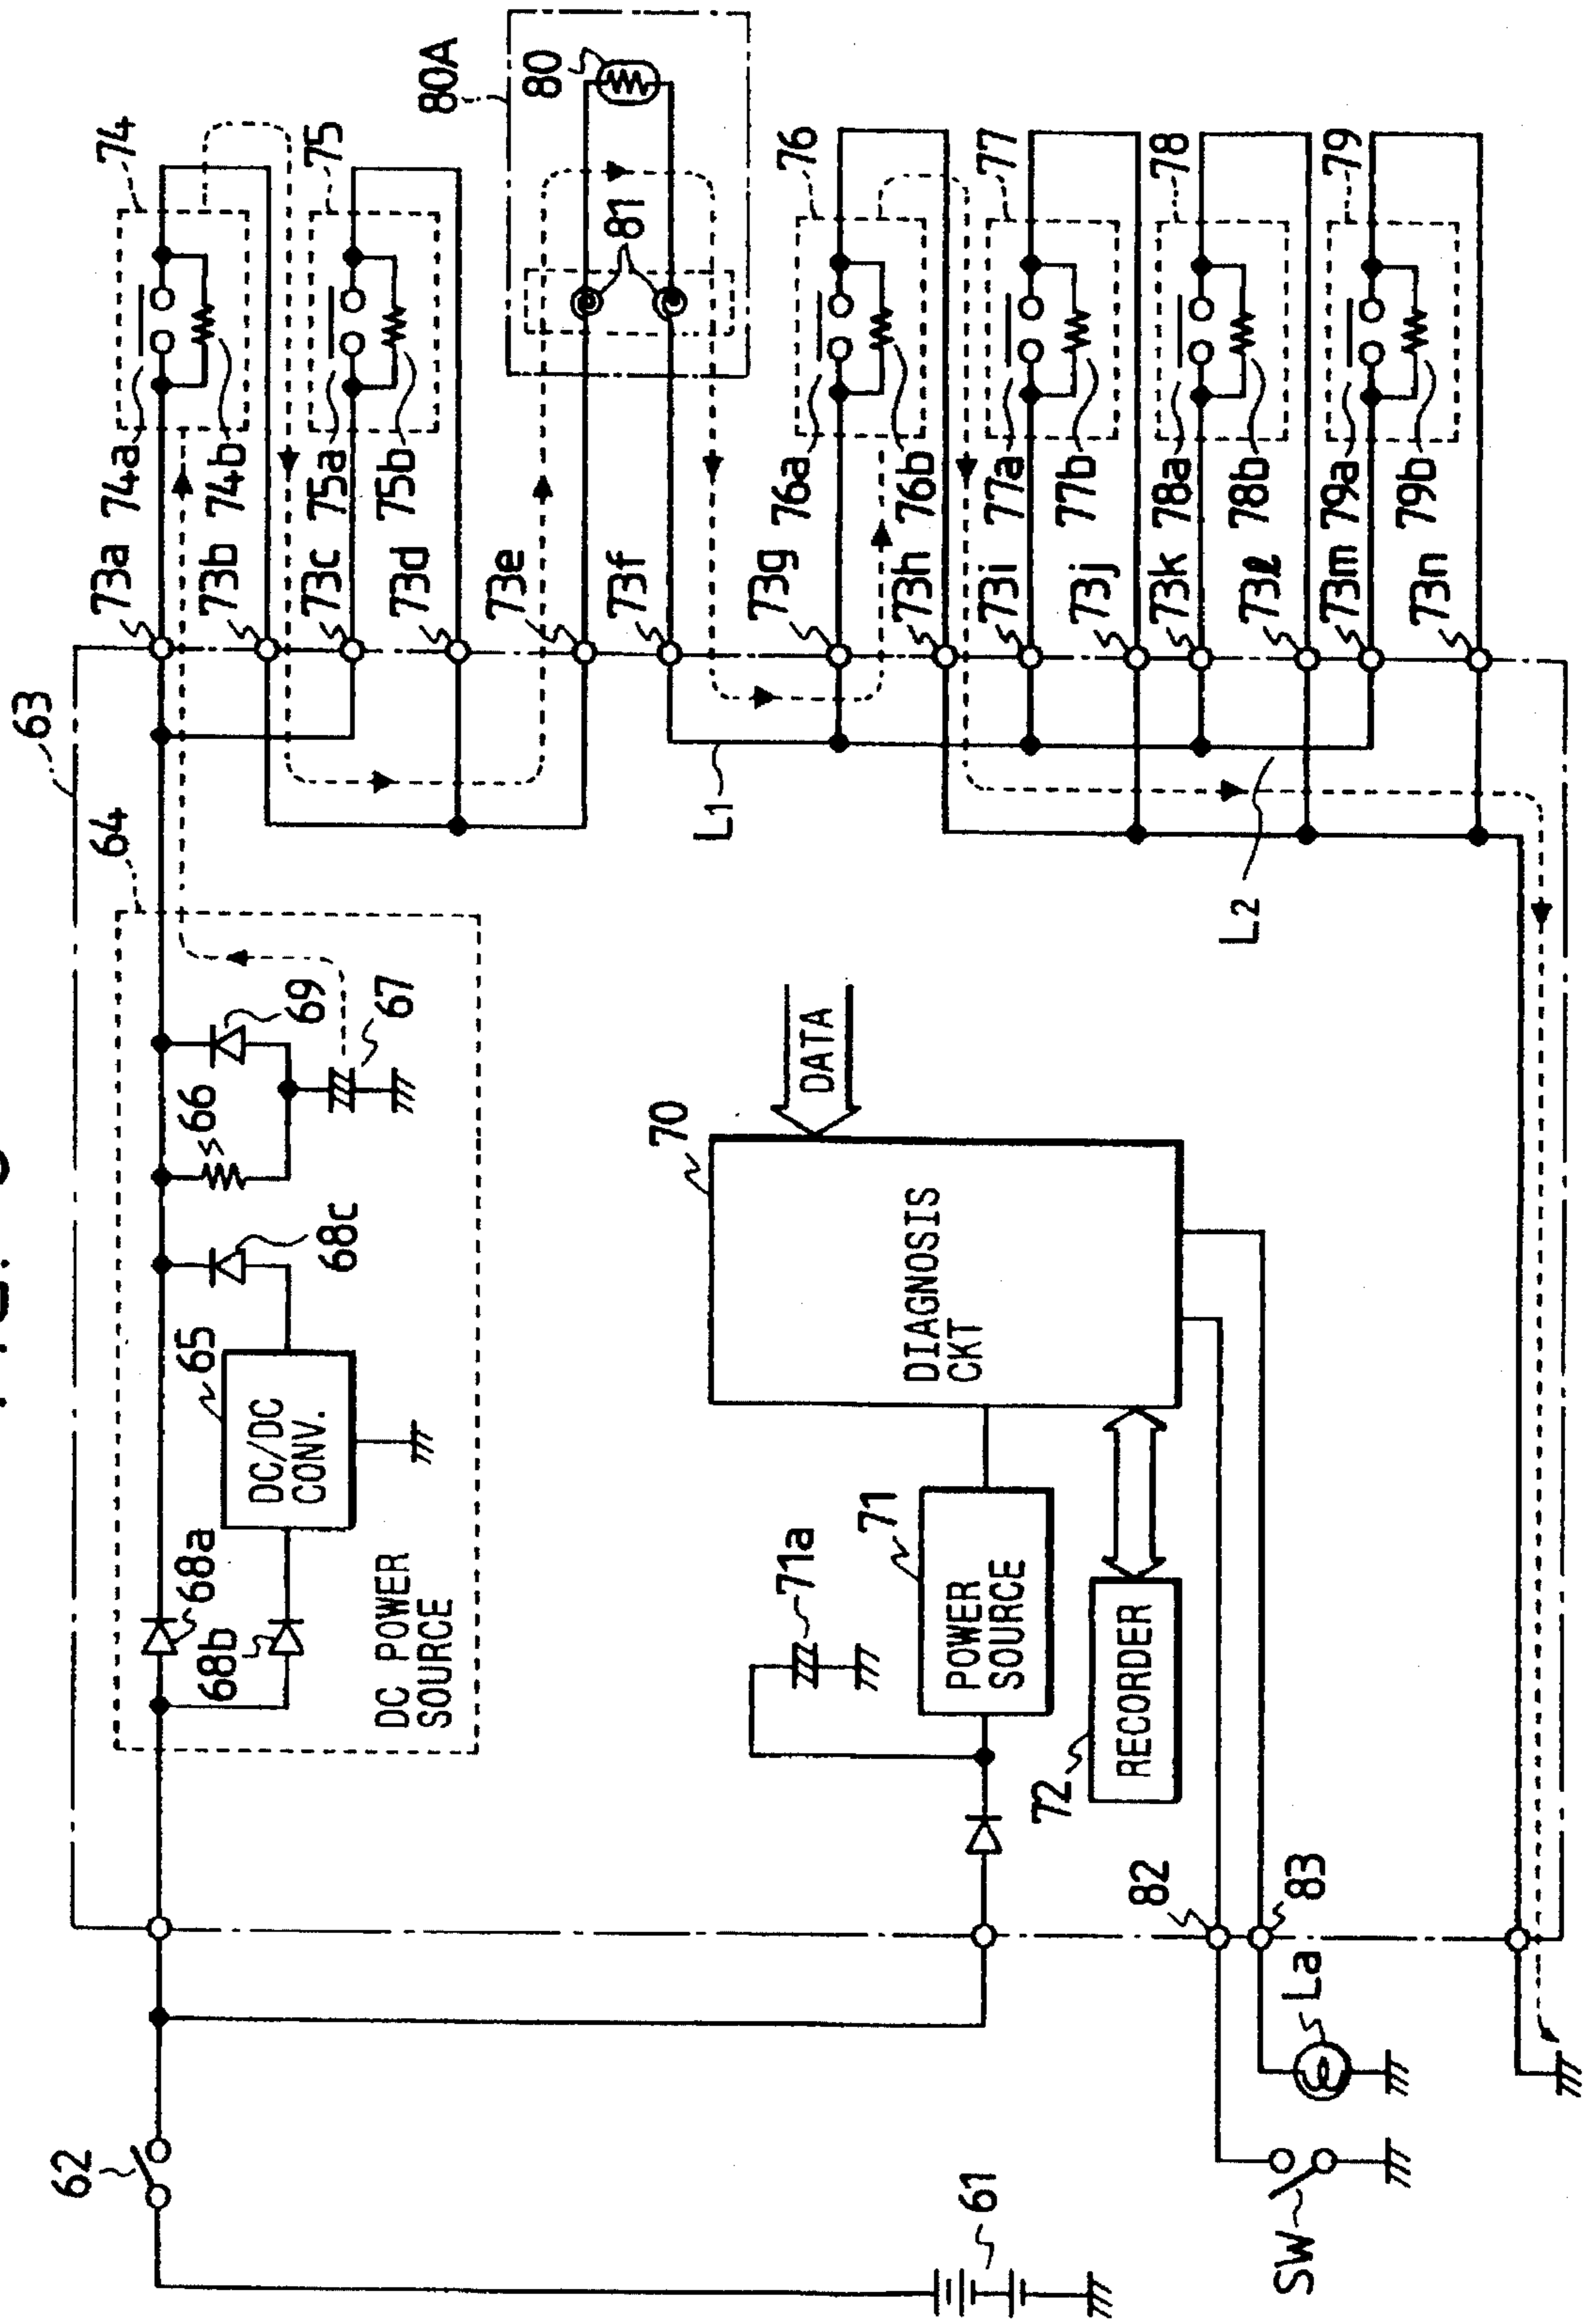 63
64
62
61
65
66
67
68a
68b
68c
69
DC/DC
CONV.
DC POWER
SOURCE
70
DIAGNOSIS
CKT
DATA
71a
71
POWER
SOURCE
72
RECORDER
82
83
La
SW
L1
L2
73a
73b
73c
73d
73e
73f
73g
73h
73i
73j
73k
73ℓ
73m
73n
74
74a
74b
75
75a
75b
80A
80
81
76
76a
76b
77
77a
77b
78
78a
78b
79
79a
79b